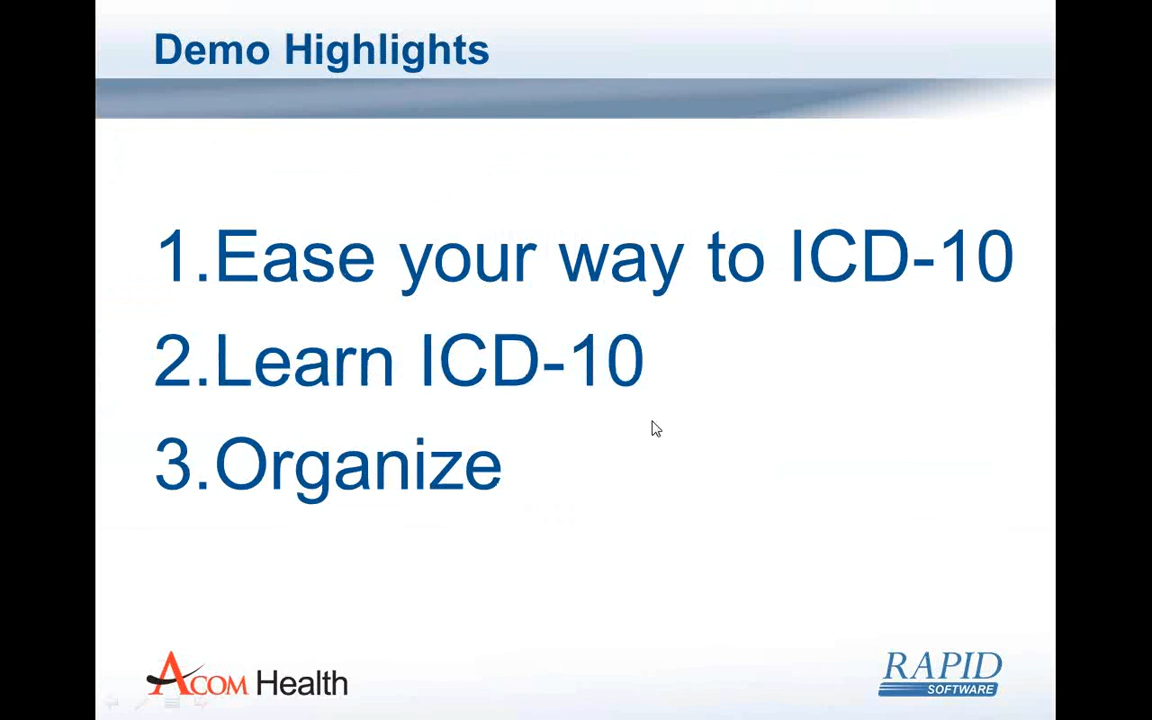 Demo Highlights
1.Ease your way to ICD-10
2.Learn ICD-10
3.Organize
ACOM Health
RAPID
SOFTWARE